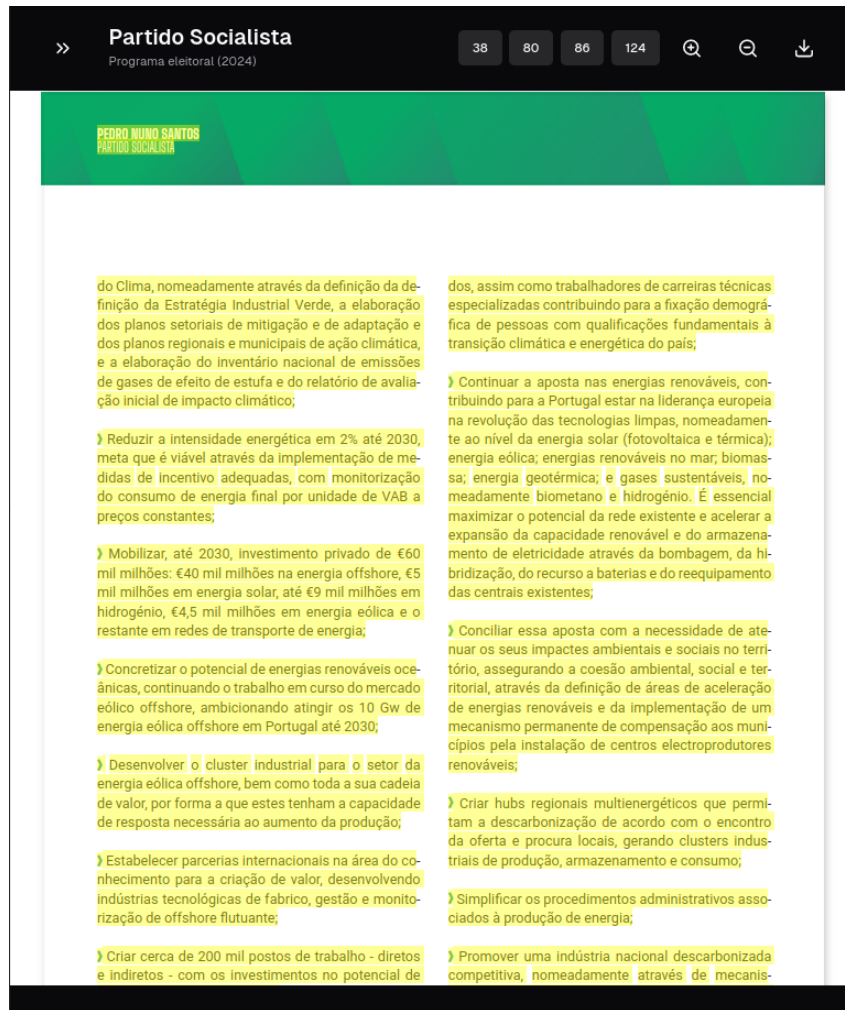 Partido Socialista
Programa eleitoral (2024)
38 80 86 124
PEDRO NUNO SANTOS
PARTIDO SOCIALISTA
do Clima, nomeadamente através da definição da de-
finição da Estratégia Industrial Verde, a elaboração
dos planos setoriais de mitigação e de adaptação e
dos planos regionais e municipais de ação climática,
e a elaboração do inventário nacional de emissões
de gases de efeito de estufa e do relatório de avalia-
ção inicial de impacto climático;
Reduzir a intensidade energética em 2% até 2030,
meta que é viável através da implementação de me-
didas de incentivo adequadas, com monitorização
do consumo de energia final por unidade de VAB a
preços constantes;
Mobilizar, até 2030, investimento privado de €60
mil milhões: €40 mil milhões na energia offshore, €5
mil milhões em energia solar, até €9 mil milhões em
hidrogénio, €4,5 mil milhões em energia eólica e o
restante em redes de transporte de energia;
Concretizar o potencial de energias renováveis oce-
ânicas, continuando o trabalho em curso do mercado
eólico offshore, ambicionando atingir os 10 Gw de
energia eólica offshore em Portugal até 2030;
Desenvolver o cluster industrial para o setor da
energia eólica offshore, bem como toda a sua cadeia
de valor, por forma a que estes tenham a capacidade
de resposta necessária ao aumento da produção;
Estabelecer parcerias internacionais na área do co-
nhecimento para a criação de valor, desenvolvendo
indústrias tecnológicas de fabrico, gestão e monito-
rização de offshore flutuante;
Criar cerca de 200 mil postos de trabalho - diretos
e indiretos - com os investimentos no potencial de
dos, assim como trabalhadores de carreiras técnicas
especializadas contribuindo para a fixação demográ-
fica de pessoas com qualificações fundamentais à
transição climática e energética do país;
Continuar a aposta nas energias renováveis, con-
tribuindo para a Portugal estar na liderança europeia
na revolução das tecnologias limpas, nomeadamen-
te ao nível da energia solar (fotovoltaica e térmica);
energia eólica; energias renováveis no mar; biomas-
sa; energia geotérmica; e gases sustentáveis, no-
meadamente biometano e hidrogénio. É essencial
maximizar o potencial da rede existente e acelerar a
expansão da capacidade renovável e do armazena-
mento de eletricidade através da bombagem, da hi-
bridização, do recurso a baterias e do reequipamento
das centrais existentes;
Conciliar essa aposta com a necessidade de ate-
nuar os seus impactes ambientais e sociais no terri-
tório, assegurando a coesão ambiental, social e ter-
ritorial, através da definição de áreas de aceleração
de energias renováveis e da implementação de um
mecanismo permanente de compensação aos muni-
cípios pela instalação de centros electroprodutores
renováveis;
Criar hubs regionais multienergéticos que permi-
tam a descarbonização de acordo com o encontro
da oferta e procura locais, gerando clusters indus-
triais de produção, armazenamento e consumo;
Simplificar os procedimentos administrativos asso-
ciados à produção de energia;
Promover uma indústria nacional descarbonizada
competitiva, nomeadamente através de mecanis-